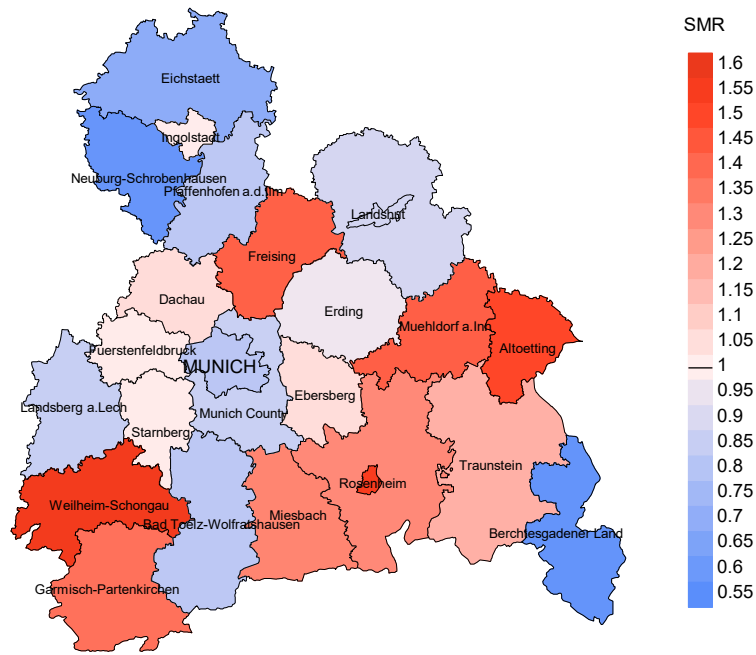 SMR
Eichstaett
Ingolstadt
Neuburg-Schrobenhausen
Pfaffenhofen a.d.Ilm
Landshut
Freising
Dachau
Erding
Muehldorf a.Inn
Altoetting
Fuerstenfeldbruck
MUNICH
Landsberg a.Lech
Munich County
Ebersberg
Starnberg
Traunstein
Rosenheim
Weilheim-Schongau
Miesbach
Bad Toelz-Wolfratshausen
Berchtesgadener Land
Garmisch-Partenkirchen
1.6
1.55
1.5
1.45
1.4
1.35
1.3
1.25
1.2
1.15
1.1
1.05
1
0.95
0.9
0.85
0.8
0.75
0.7
0.65
0.6
0.55